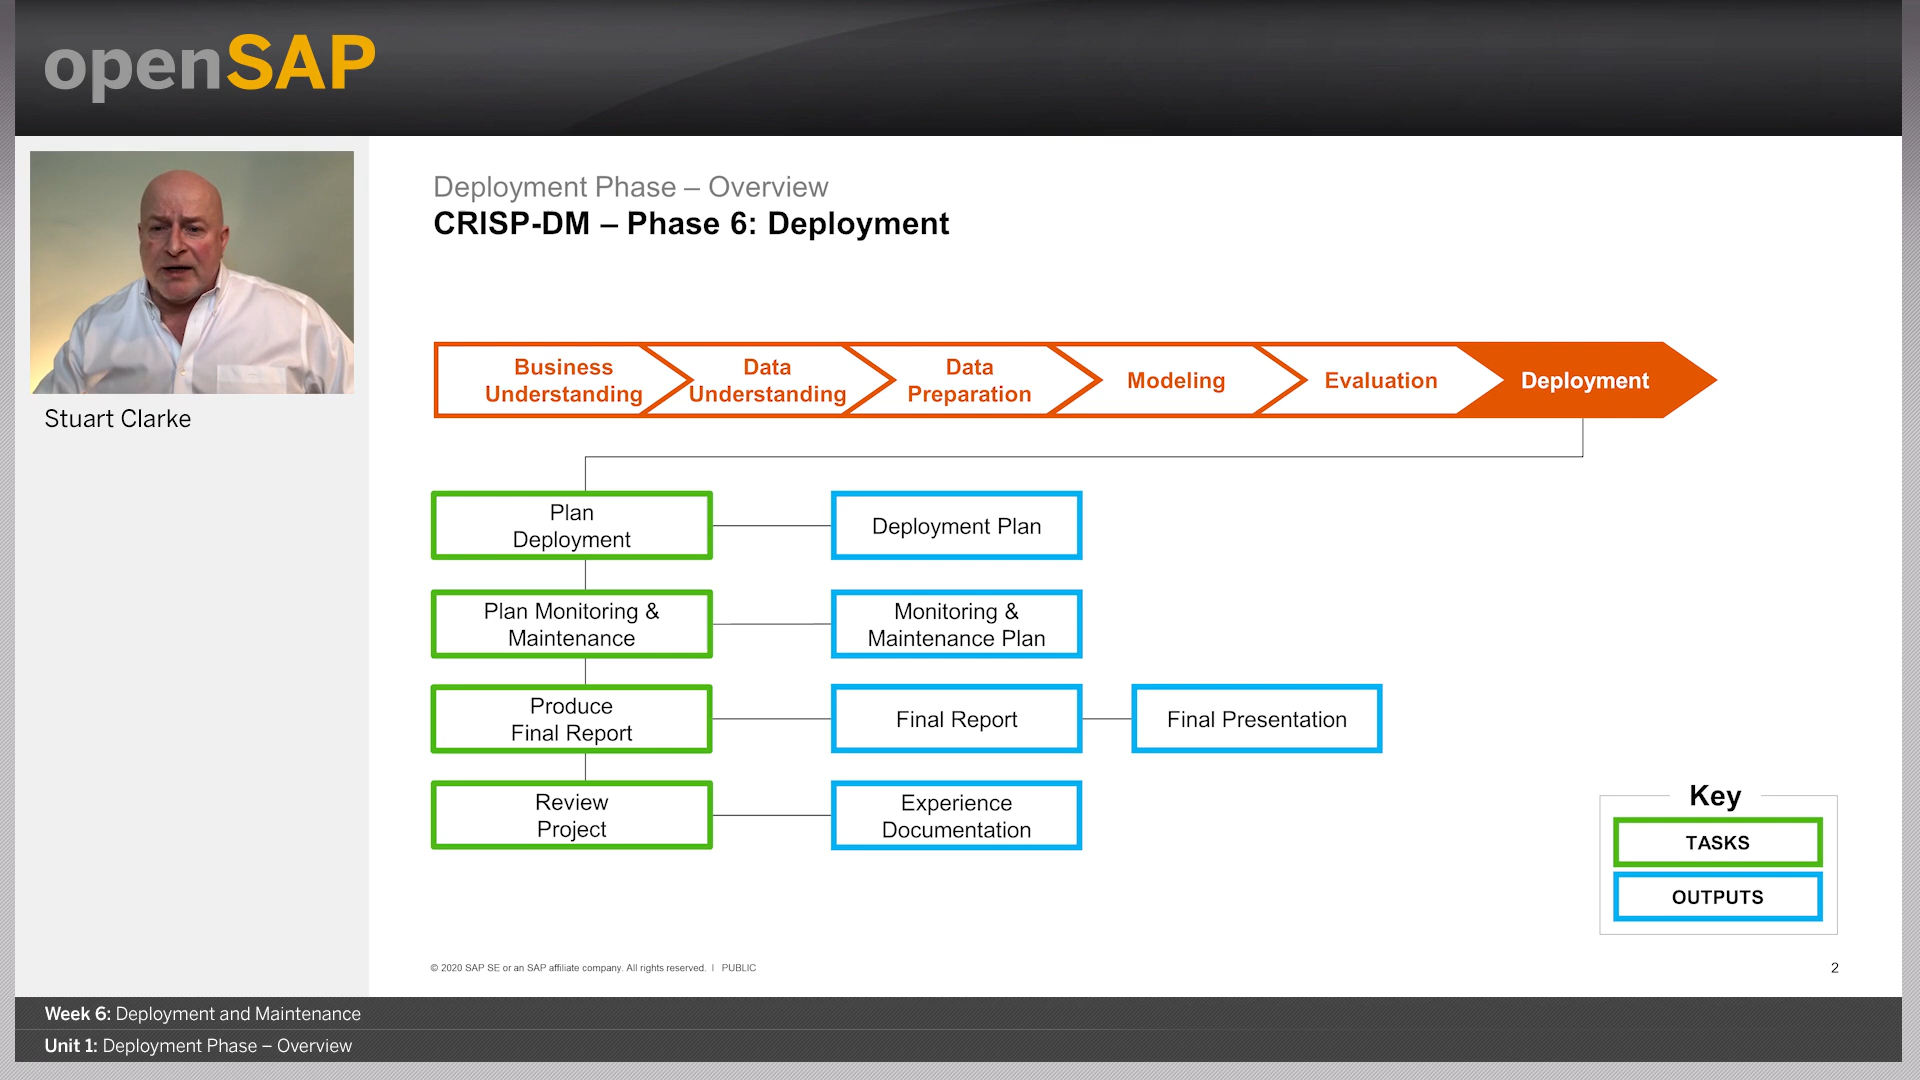 openSAP
Stuart Clarke
Deployment Phase – Overview
CRISP-DM – Phase 6: Deployment
Business
Understanding
Data
Understanding
Data
Preparation
Modeling
Evaluation
Deployment
Plan
Deployment
Deployment Plan
Plan Monitoring &
Maintenance
Monitoring &
Maintenance Plan
Produce
Final Report
Final Report
Final Presentation
Review
Project
Experience
Documentation
Key
TASKS
OUTPUTS
© 2020 SAP SE or an SAP affiliate company. All rights reserved. | PUBLIC
2
Week 6: Deployment and Maintenance
Unit 1: Deployment Phase – Overview